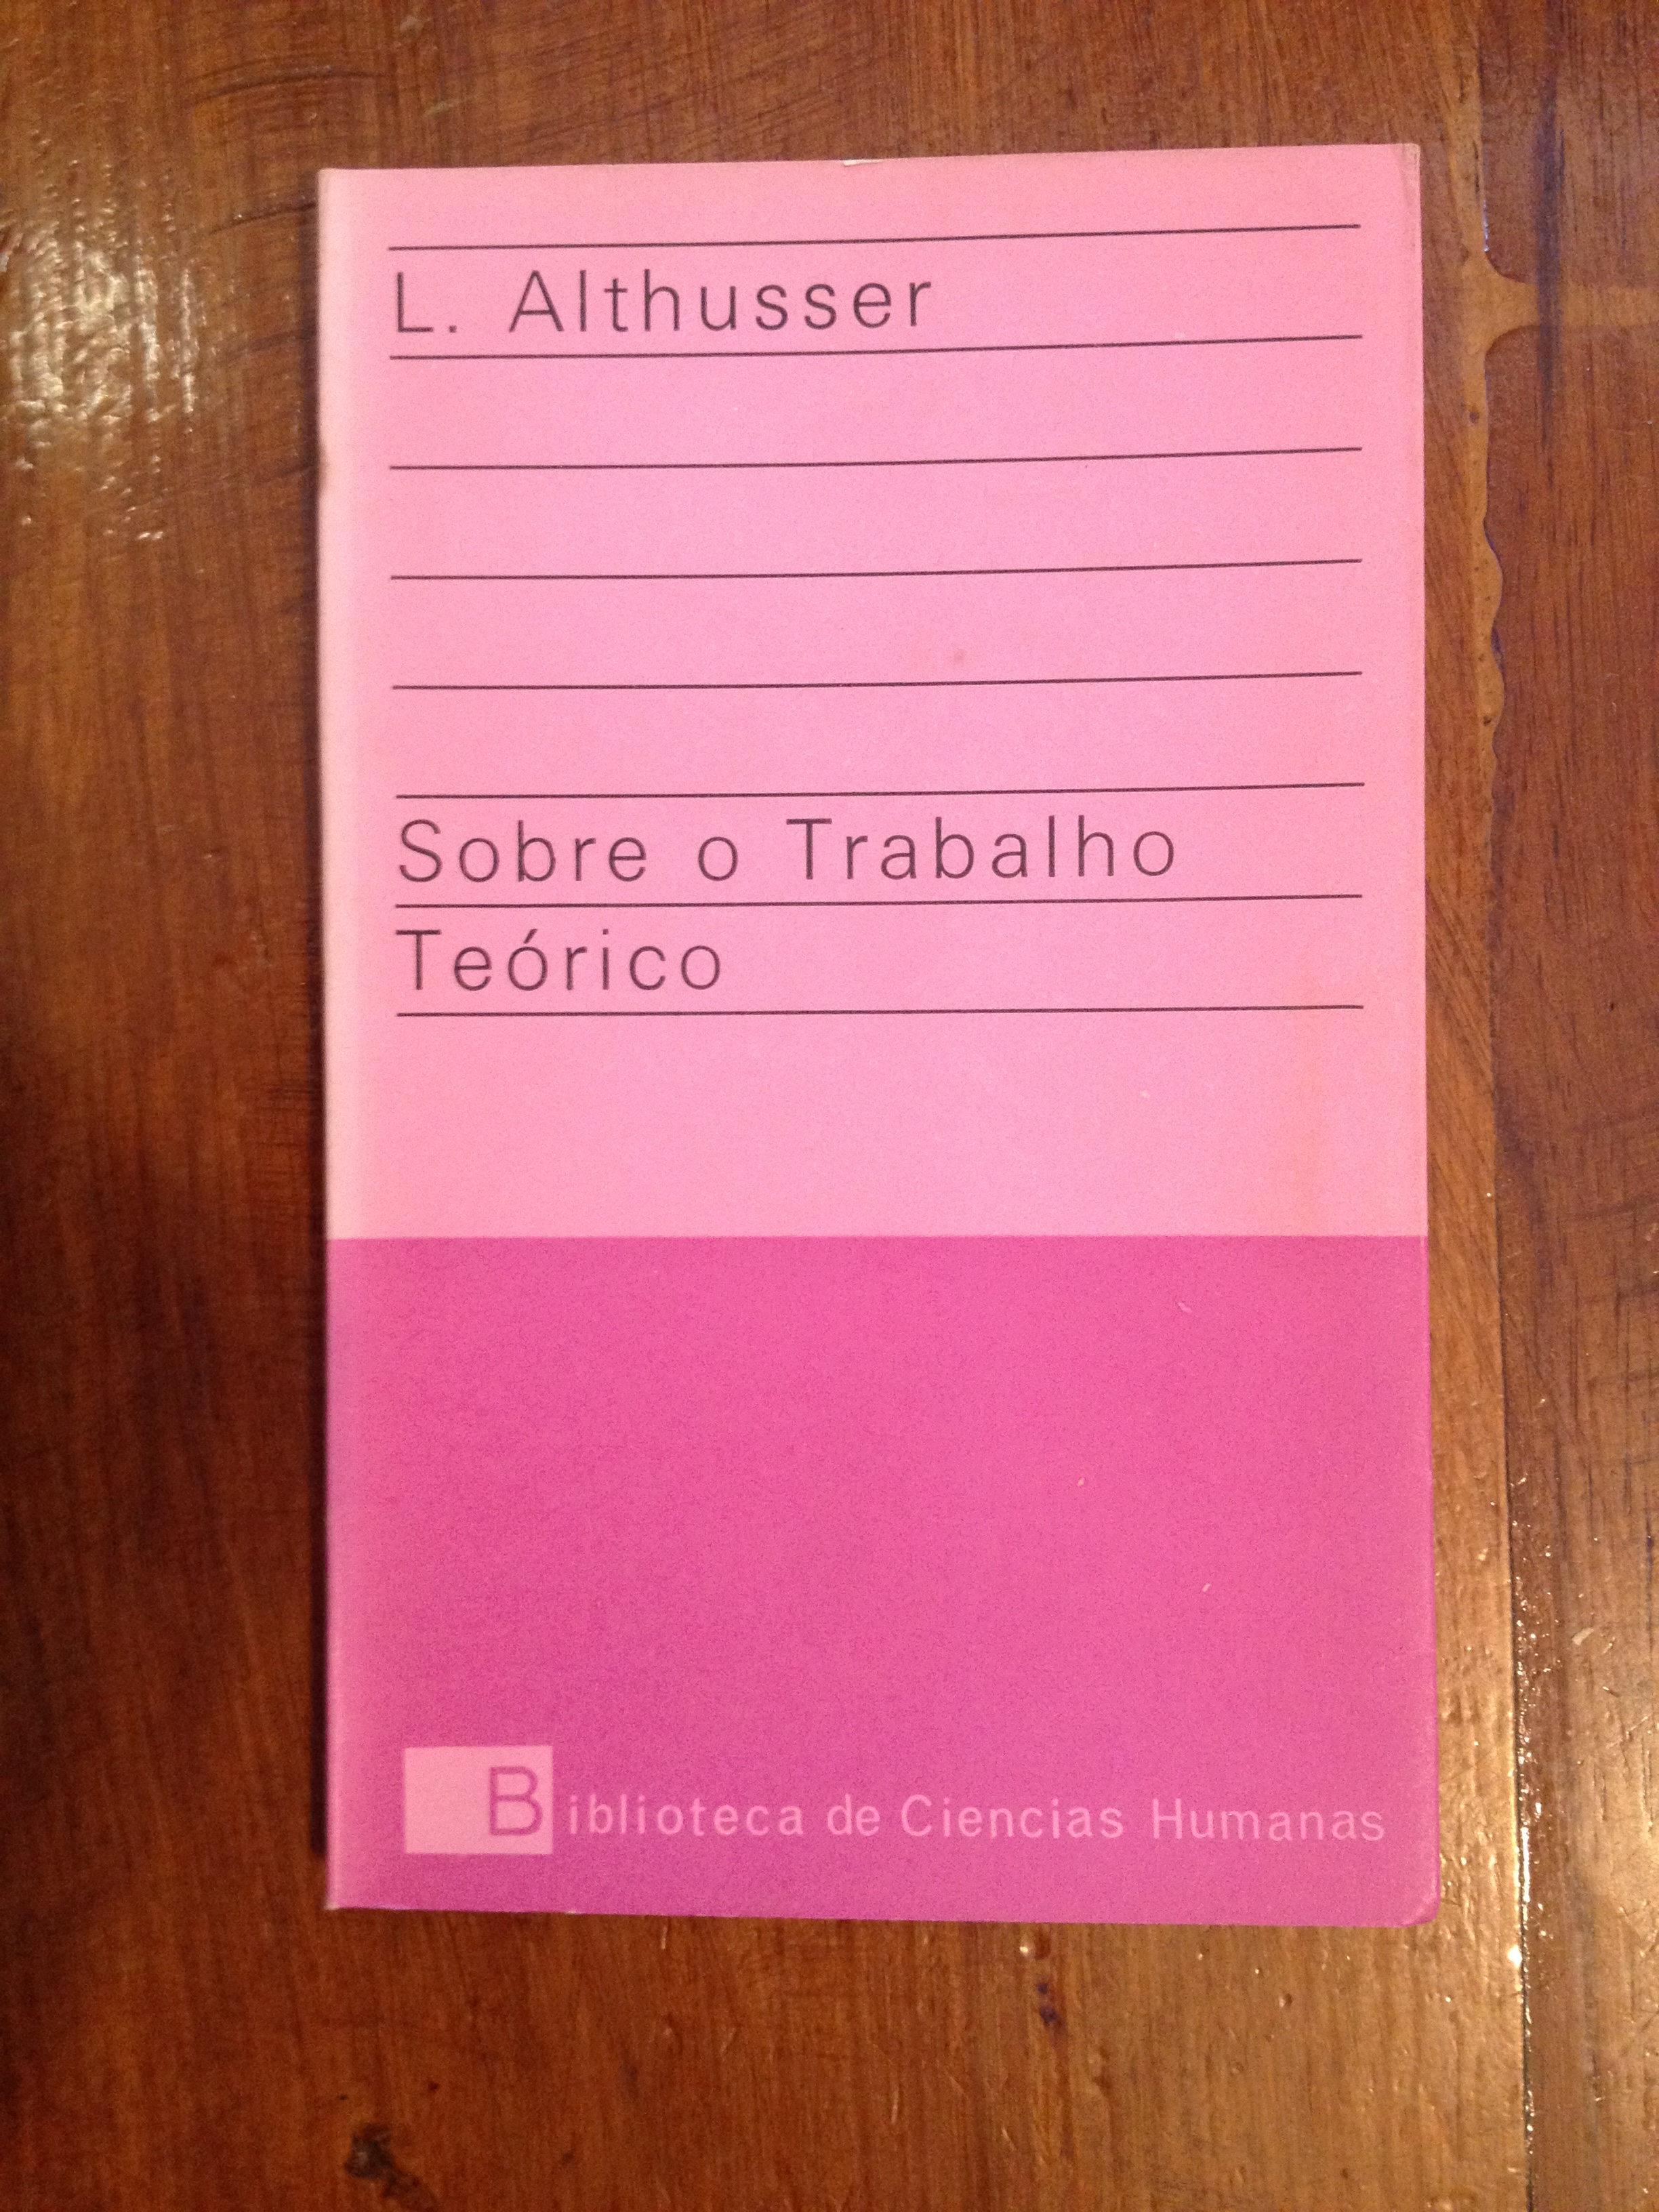 L. Althusser
Sobre o Trabalho
Teórico
Biblioteca de Ciencias Humanas